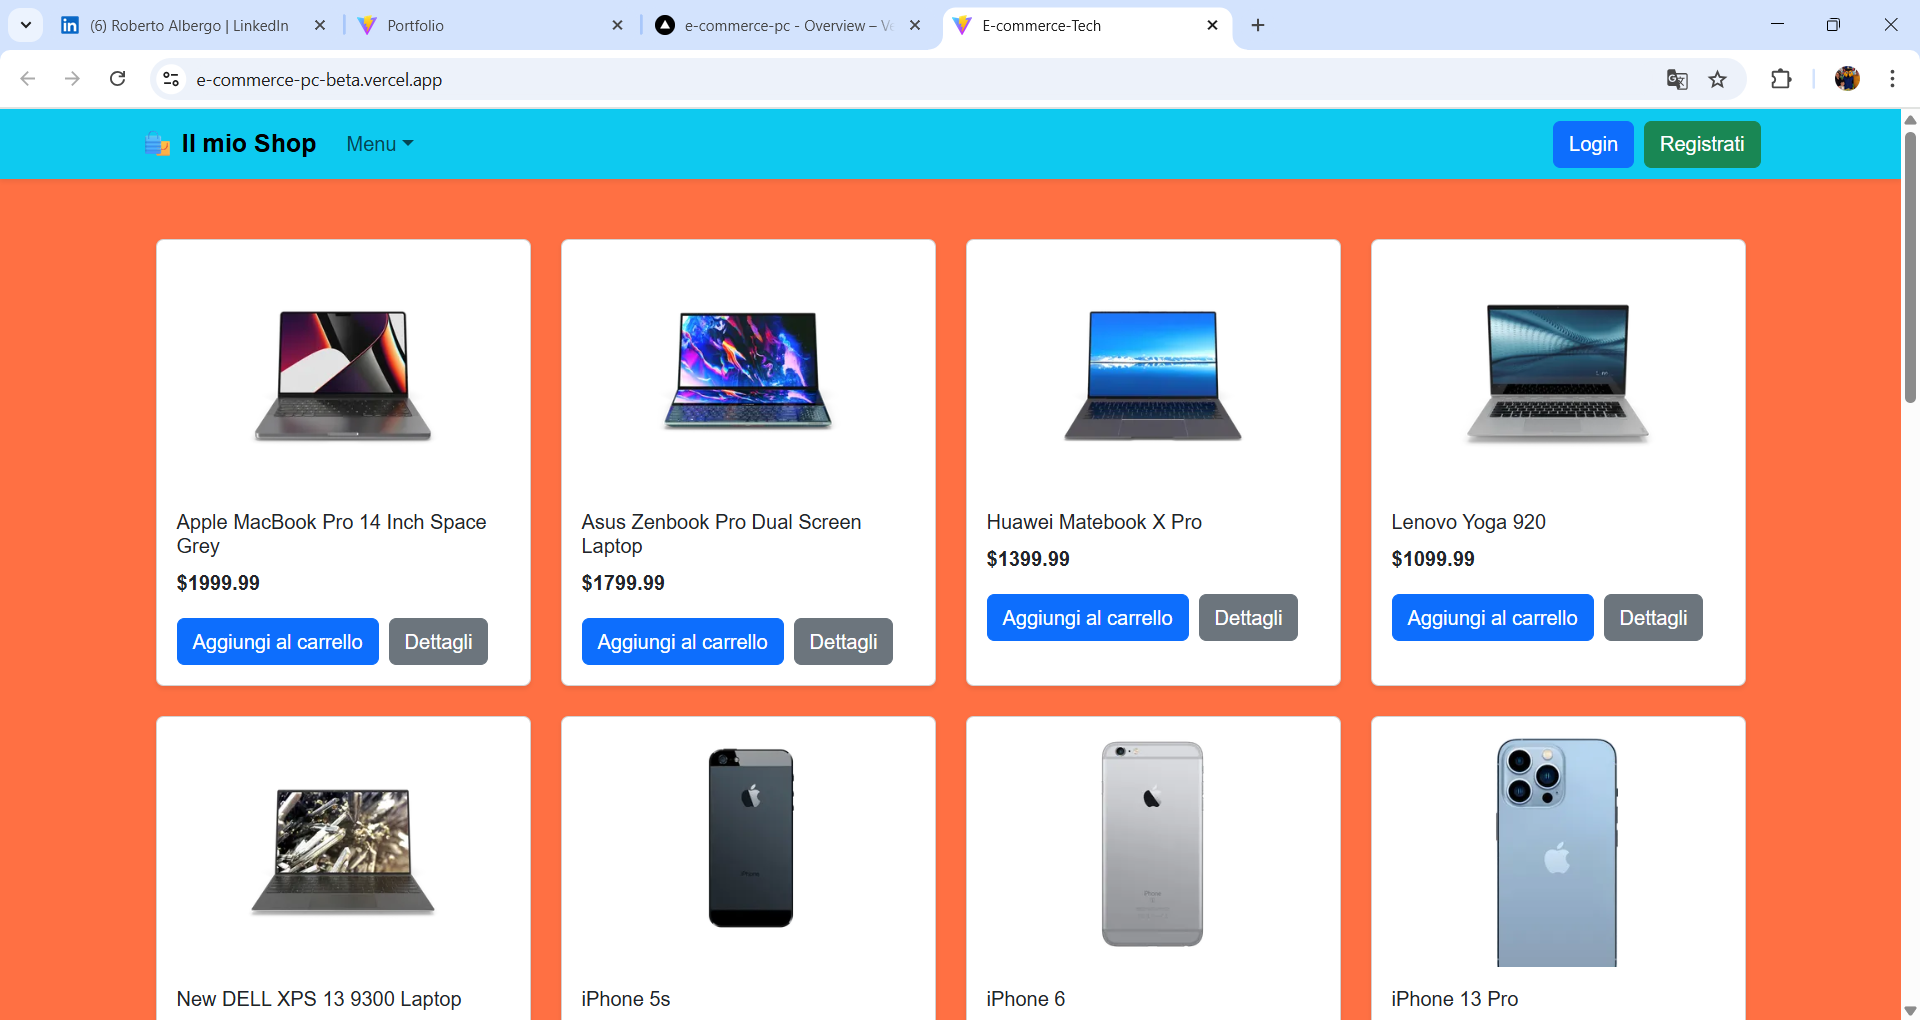 (6) Roberto Albergo | LinkedIn
Portfolio
e-commerce-pc - Overview –
E-commerce-Tech
e-commerce-pc-beta.vercel.app
Il mio Shop
Menu
Login
Registrati
Apple MacBook Pro 14 Inch Space
Grey
$1999.99
Aggiungi al carrello
Dettagli
Asus Zenbook Pro Dual Screen
Laptop
$1799.99
Aggiungi al carrello
Dettagli
Huawei Matebook X Pro
$1399.99
Aggiungi al carrello
Dettagli
Lenovo Yoga 920
$1099.99
Aggiungi al carrello
Dettagli
New DELL XPS 13 9300 Laptop
iPhone 5s
iPhone 6
iPhone 13 Pro